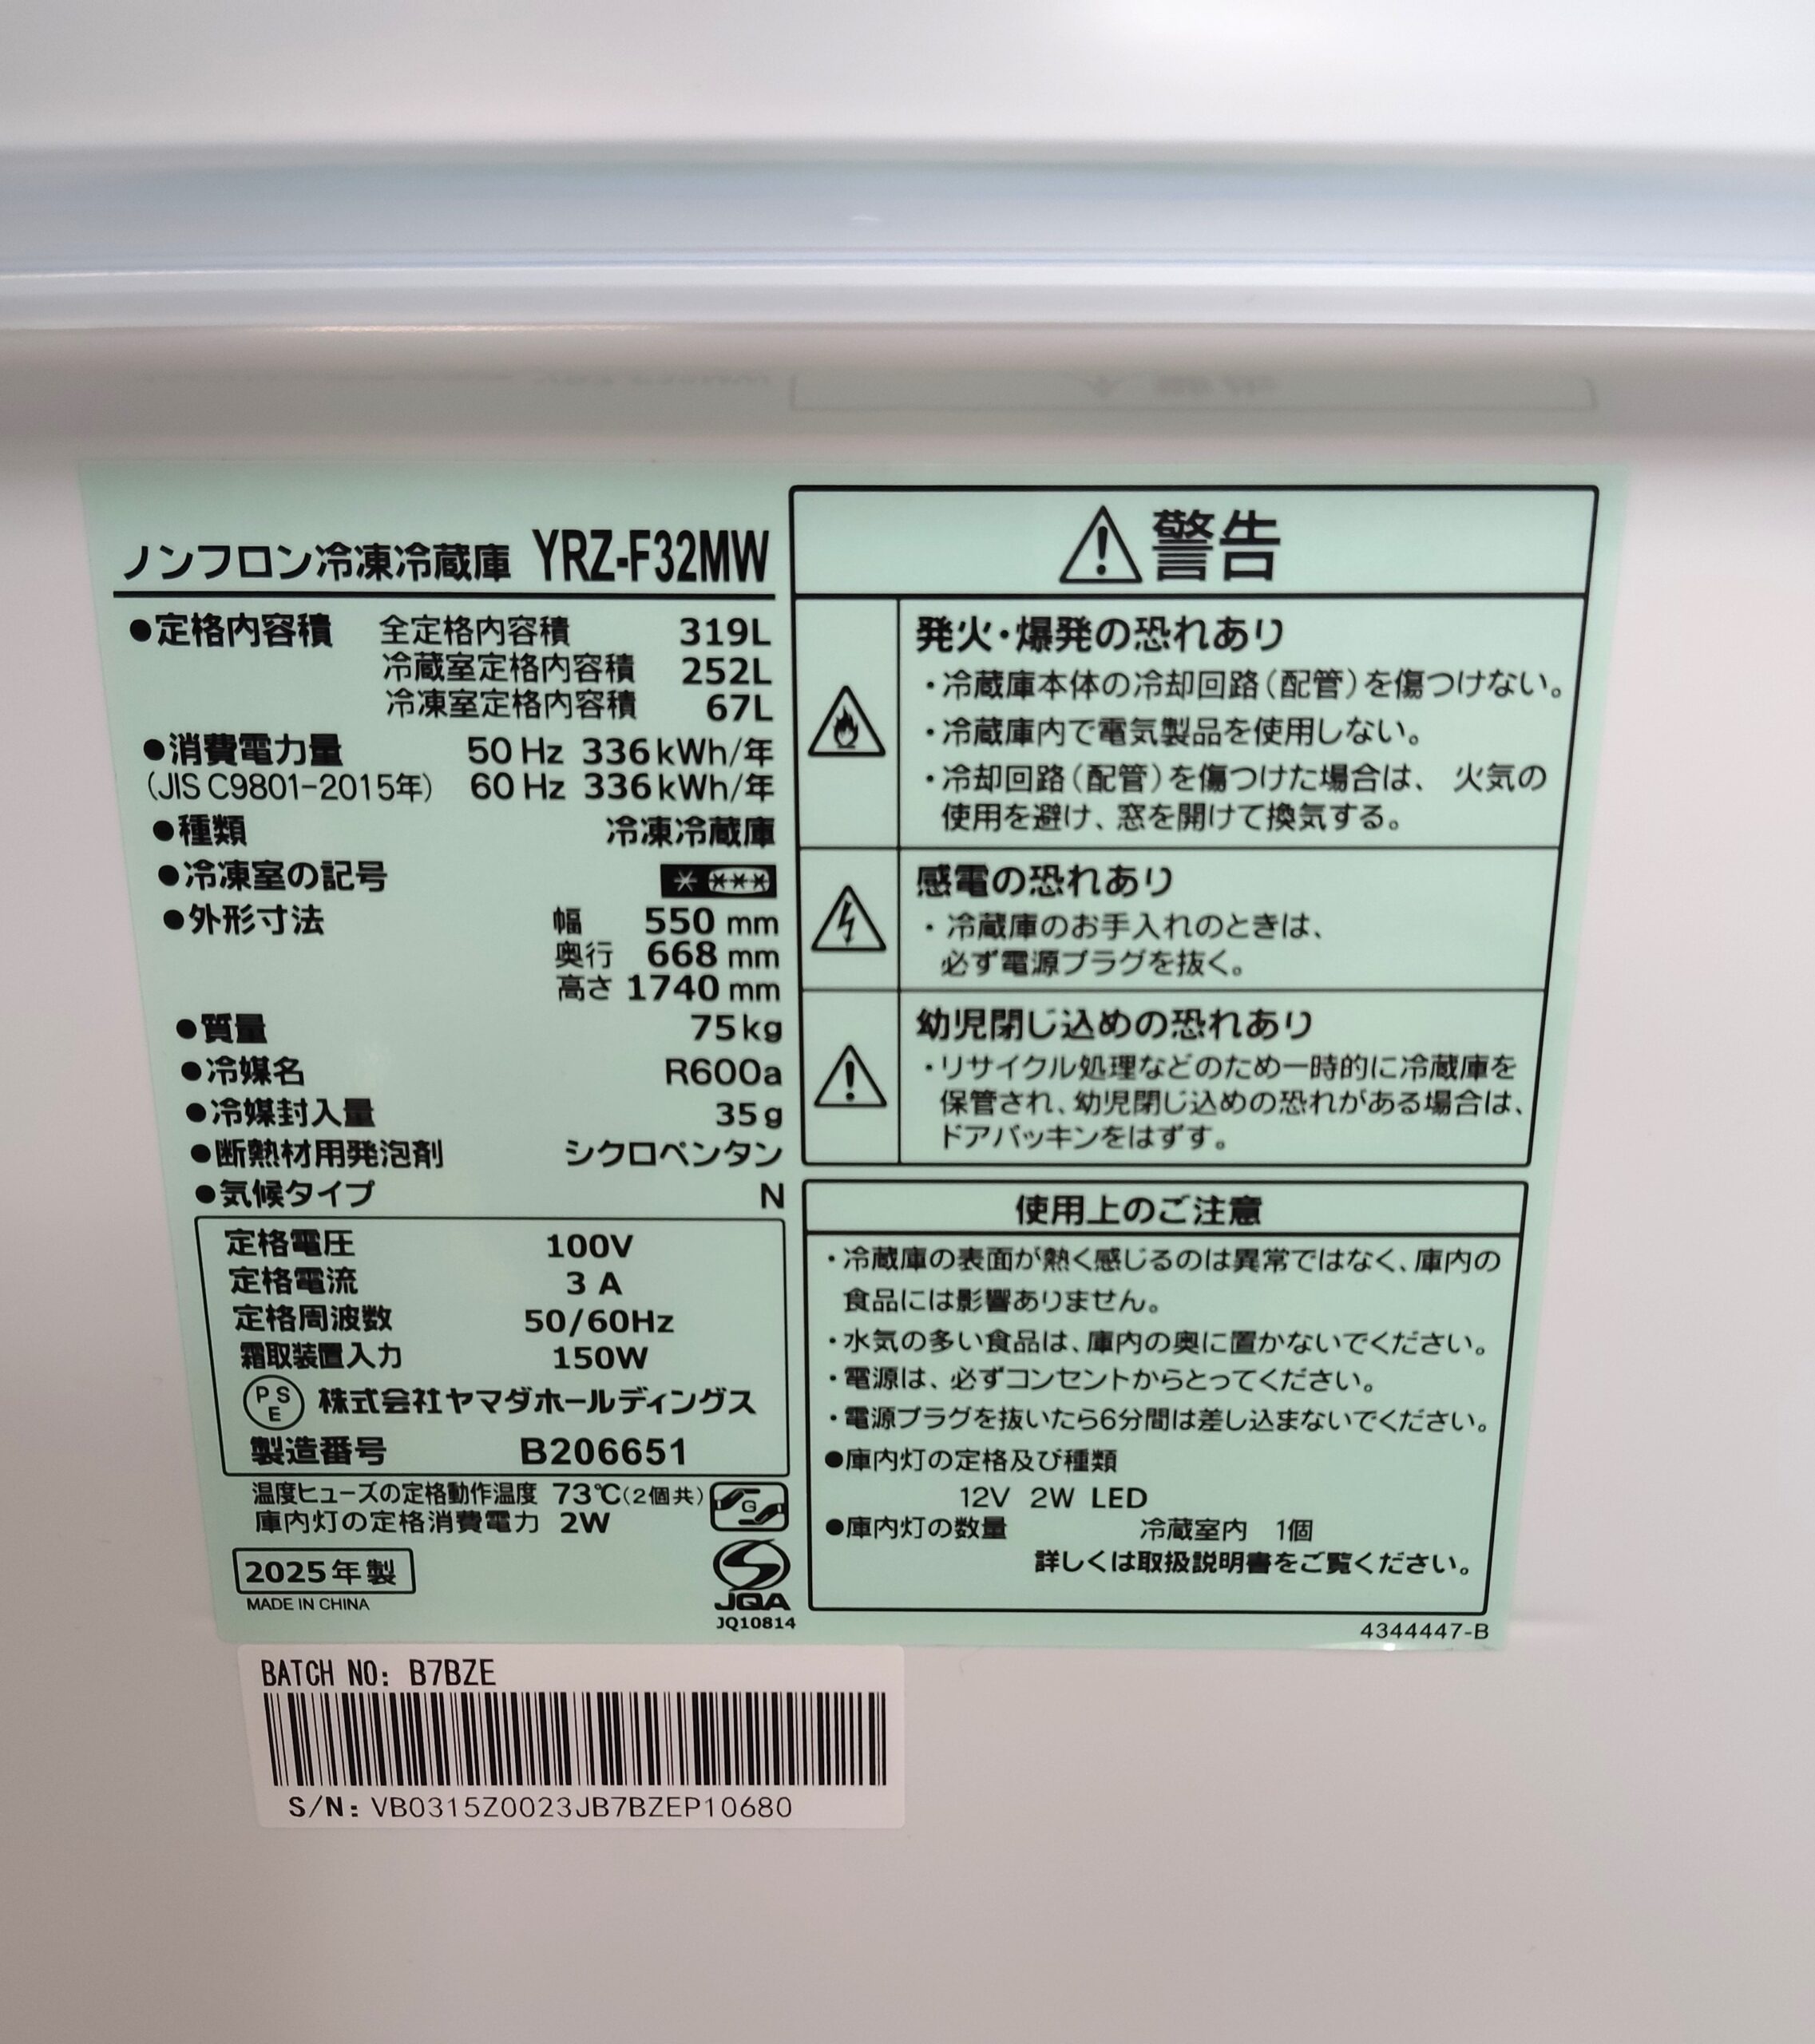 ノンフロン冷凍冷蔵庫 YRZ-F32MW
●定格内容積 全定格内容積 319L
冷蔵室定格内容積 252L
冷凍室定格内容積 67L
●消費電力量 50 Hz 336kWh/年
(JIS C9801-2015年) 60 Hz 336kWh/年
●種類 冷凍冷蔵庫
●冷凍室の記号 * ***
●外形寸法 幅 550 mm
奥行 668 mm
高さ 1740 mm
●質量 75kg
●冷媒名 R600a
●冷媒封入量 35g
●断熱材用発泡剤 シクロペンタン
●気候タイプ N
定格電圧 100V
定格電流 3 A
定格周波数 50/60Hz
霜取装置入力 150W
PSE 株式会社ヤマダホールディングス
製造番号 B206651
温度ヒューズの定格動作温度 73℃(2個共)
G
庫内灯の定格消費電力 2W
2025年製
MADE IN CHINA
JQA
JQ10814
警告
発火・爆発の恐れあり
・冷蔵庫本体の冷却回路(配管)を傷つけない。
・冷蔵庫内で電気製品を使用しない。
・冷却回路(配管)を傷つけた場合は、 火気の
使用を避け、窓を開けて換気する。
感電の恐れあり
・冷蔵庫のお手入れのときは、
必ず電源プラグを抜く。
幼児閉じ込めの恐れあり
・リサイクル処理などのため一時的に冷蔵庫を
保管され、幼児閉じ込めの恐れがある場合は、
ドアパッキンをはずす。
使用上のご注意
・冷蔵庫の表面が熱く感じるのは異常ではなく、庫内の
食品には影響ありません。
・水気の多い食品は、庫内の奥に置かないでください。
・電源は、必ずコンセントからとってください。
・電源プラグを抜いたら6分間は差し込まないでください。
●庫内灯の定格及び種類
12V 2W LED
●庫内灯の数量 冷蔵室内 1個
詳しくは取扱説明書をご覧ください。
4344447-B
BATCH NO: B7BZE
S/N: VB0315Z0023JB7BZEP10680